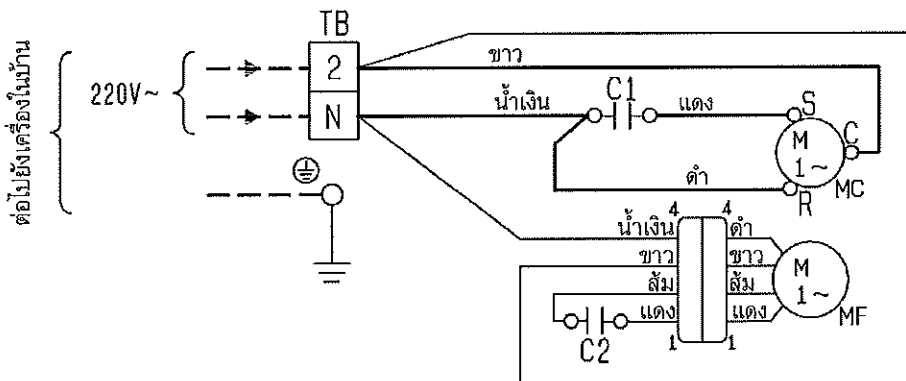 ต่อไปยังเครื่องในบ้าน
220V~
TB
2
N
ขาว
น้ำเงิน
C1
แดง
S
M
1~
C
MC
R
ดำ
น้ำเงิน
4
4
ดำ
ขาว
ขาว
ส้ม
ส้ม
แดง
แดง
1
1
C2
M
1~
MF